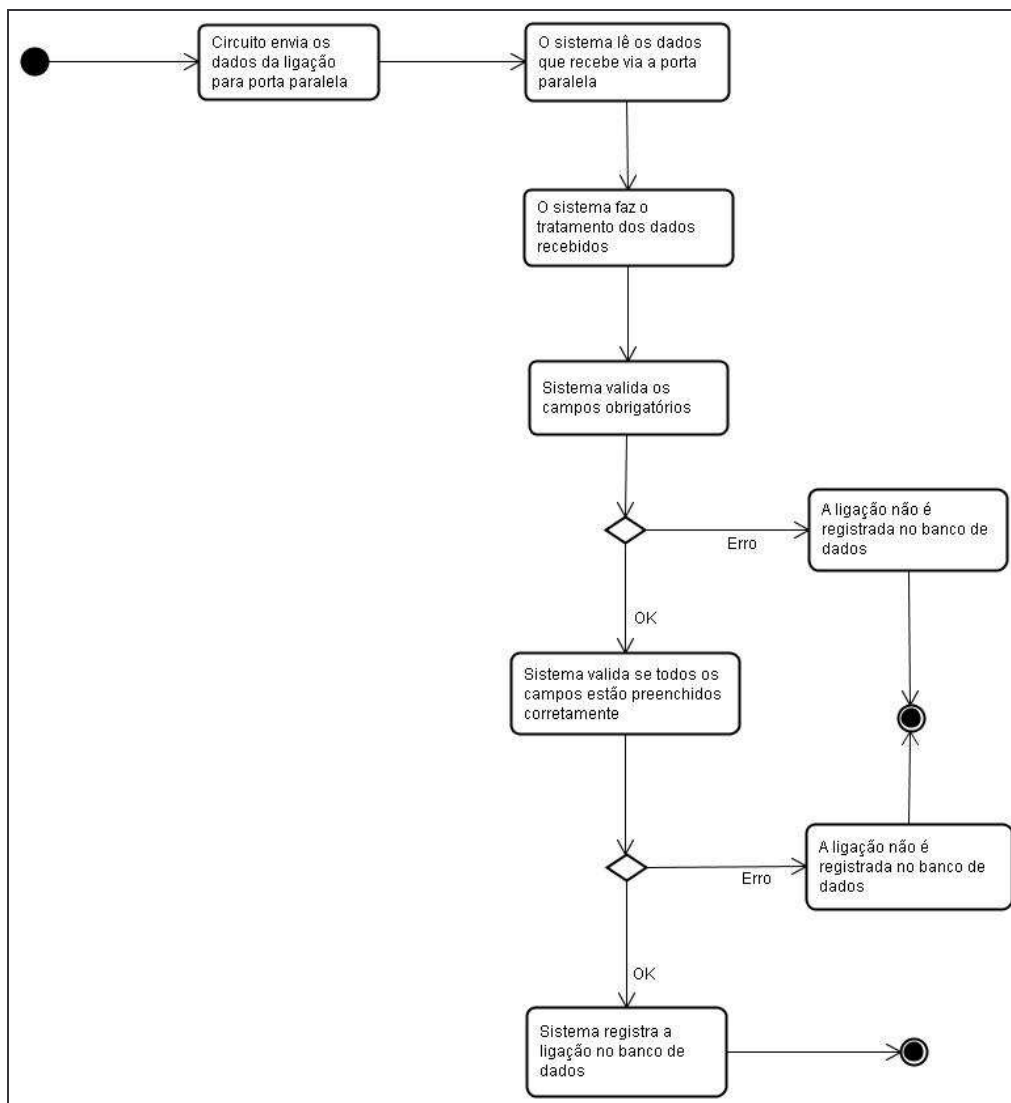 Circuito envia os
dados da ligação
para porta paralela
O sistema lê os dados
que recebe via a porta
paralela
O sistema faz o
tratamento dos dados
recebidos
Sistema valida os
campos obrigatórios
Erro
A ligação não é
registrada no banco de
dados
OK
Sistema valida se todos os
campos estão preenchidos
corretamente
Erro
A ligação não é
registrada no banco de
dados
OK
Sistema registra a
ligação no banco de
dados